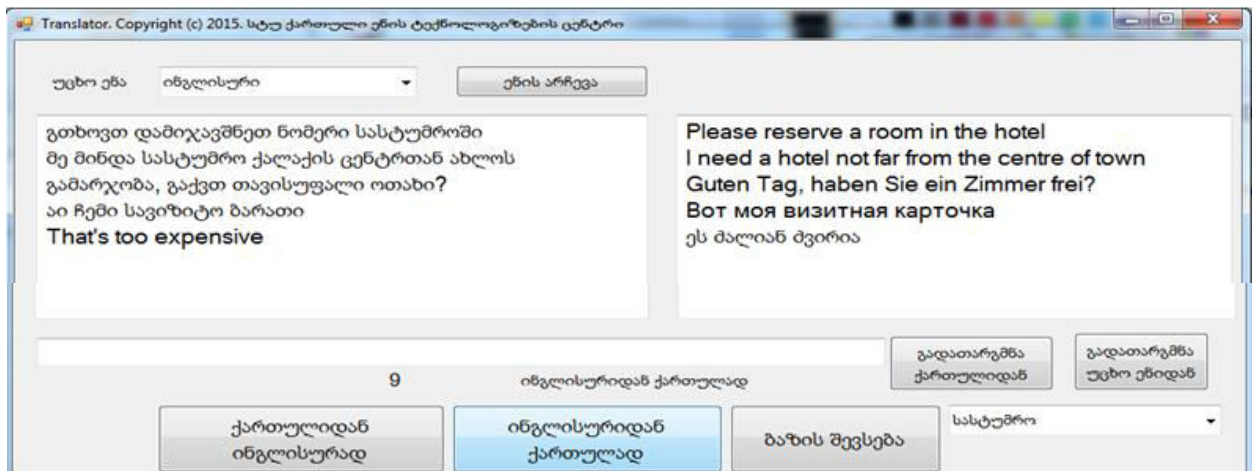 Translator. Copyright (c) 2015. სტუ ქართული ენის ტექნოლოგიზების ცენტრი
უცხო ენა
ინგლისური
ენის არჩევა
გთხოვთ დამიჯავშნეთ ნომერი სასტუმროში
მე მინდა სასტუმრო ქალაქის ცენტრთან ახლოს
გამარჯობა, გაქვთ თავისუფალი ოთახი?
აი ჩემი სავიზიტო ბარათი
That's too expensive
Please reserve a room in the hotel
I need a hotel not far from the centre of town
Guten Tag, haben Sie ein Zimmer frei?
Вот моя визитная карточка
ეს ძალიან ძვირია
გადათარგმნა
ქართულიდან
გადათარგმნა
უცხო ენიდან
9
ინგლისურიდან ქართულად
ქართულიდან
ინგლისურად
ინგლისურიდან
ქართულად
ბაზის შევსება
სასტუმრო